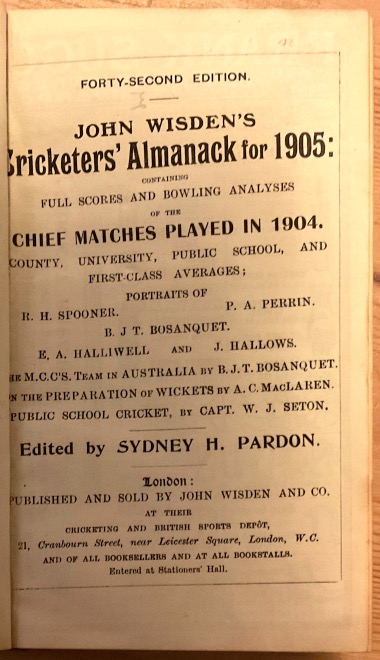 FORTY-SECOND EDITION.
JOHN WISDEN'S
Cricketers' Almanack for 1905:
CONTAINING
FULL SCORES AND BOWLING ANALYSES
OF THE
CHIEF MATCHES PLAYED IN 1904.
COUNTY, UNIVERSITY, PUBLIC SCHOOL, AND
FIRST-CLASS AVERAGES;
PORTRAITS OF
R. H. SPOONER. P. A. PERRIN.
B. J T. BOSANQUET.
E. A. HALLIWELL AND J. HALLOWS.
HE M.C.C'S. TEAM IN AUSTRALIA BY B. J. T. BOSANQUET.
N THE PREPARATION OF WICKETS BY A. C. MACLAREN.
PUBLIC SCHOOL CRICKET, BY CAPT. W. J. SETON.
Edited by SYDNEY H. PARDON.
London:
PUBLISHED AND SOLD BY JOHN WISDEN AND CO.
AT THEIR
CRICKETING AND BRITISH SPORTS DEPÔT,
21, Cranbourn Street, near Leicester Square, London, W.C.
AND OF ALL BOOKSELLERS AND AT ALL BOOKSTALLS.
Entered at Stationers' Hall.